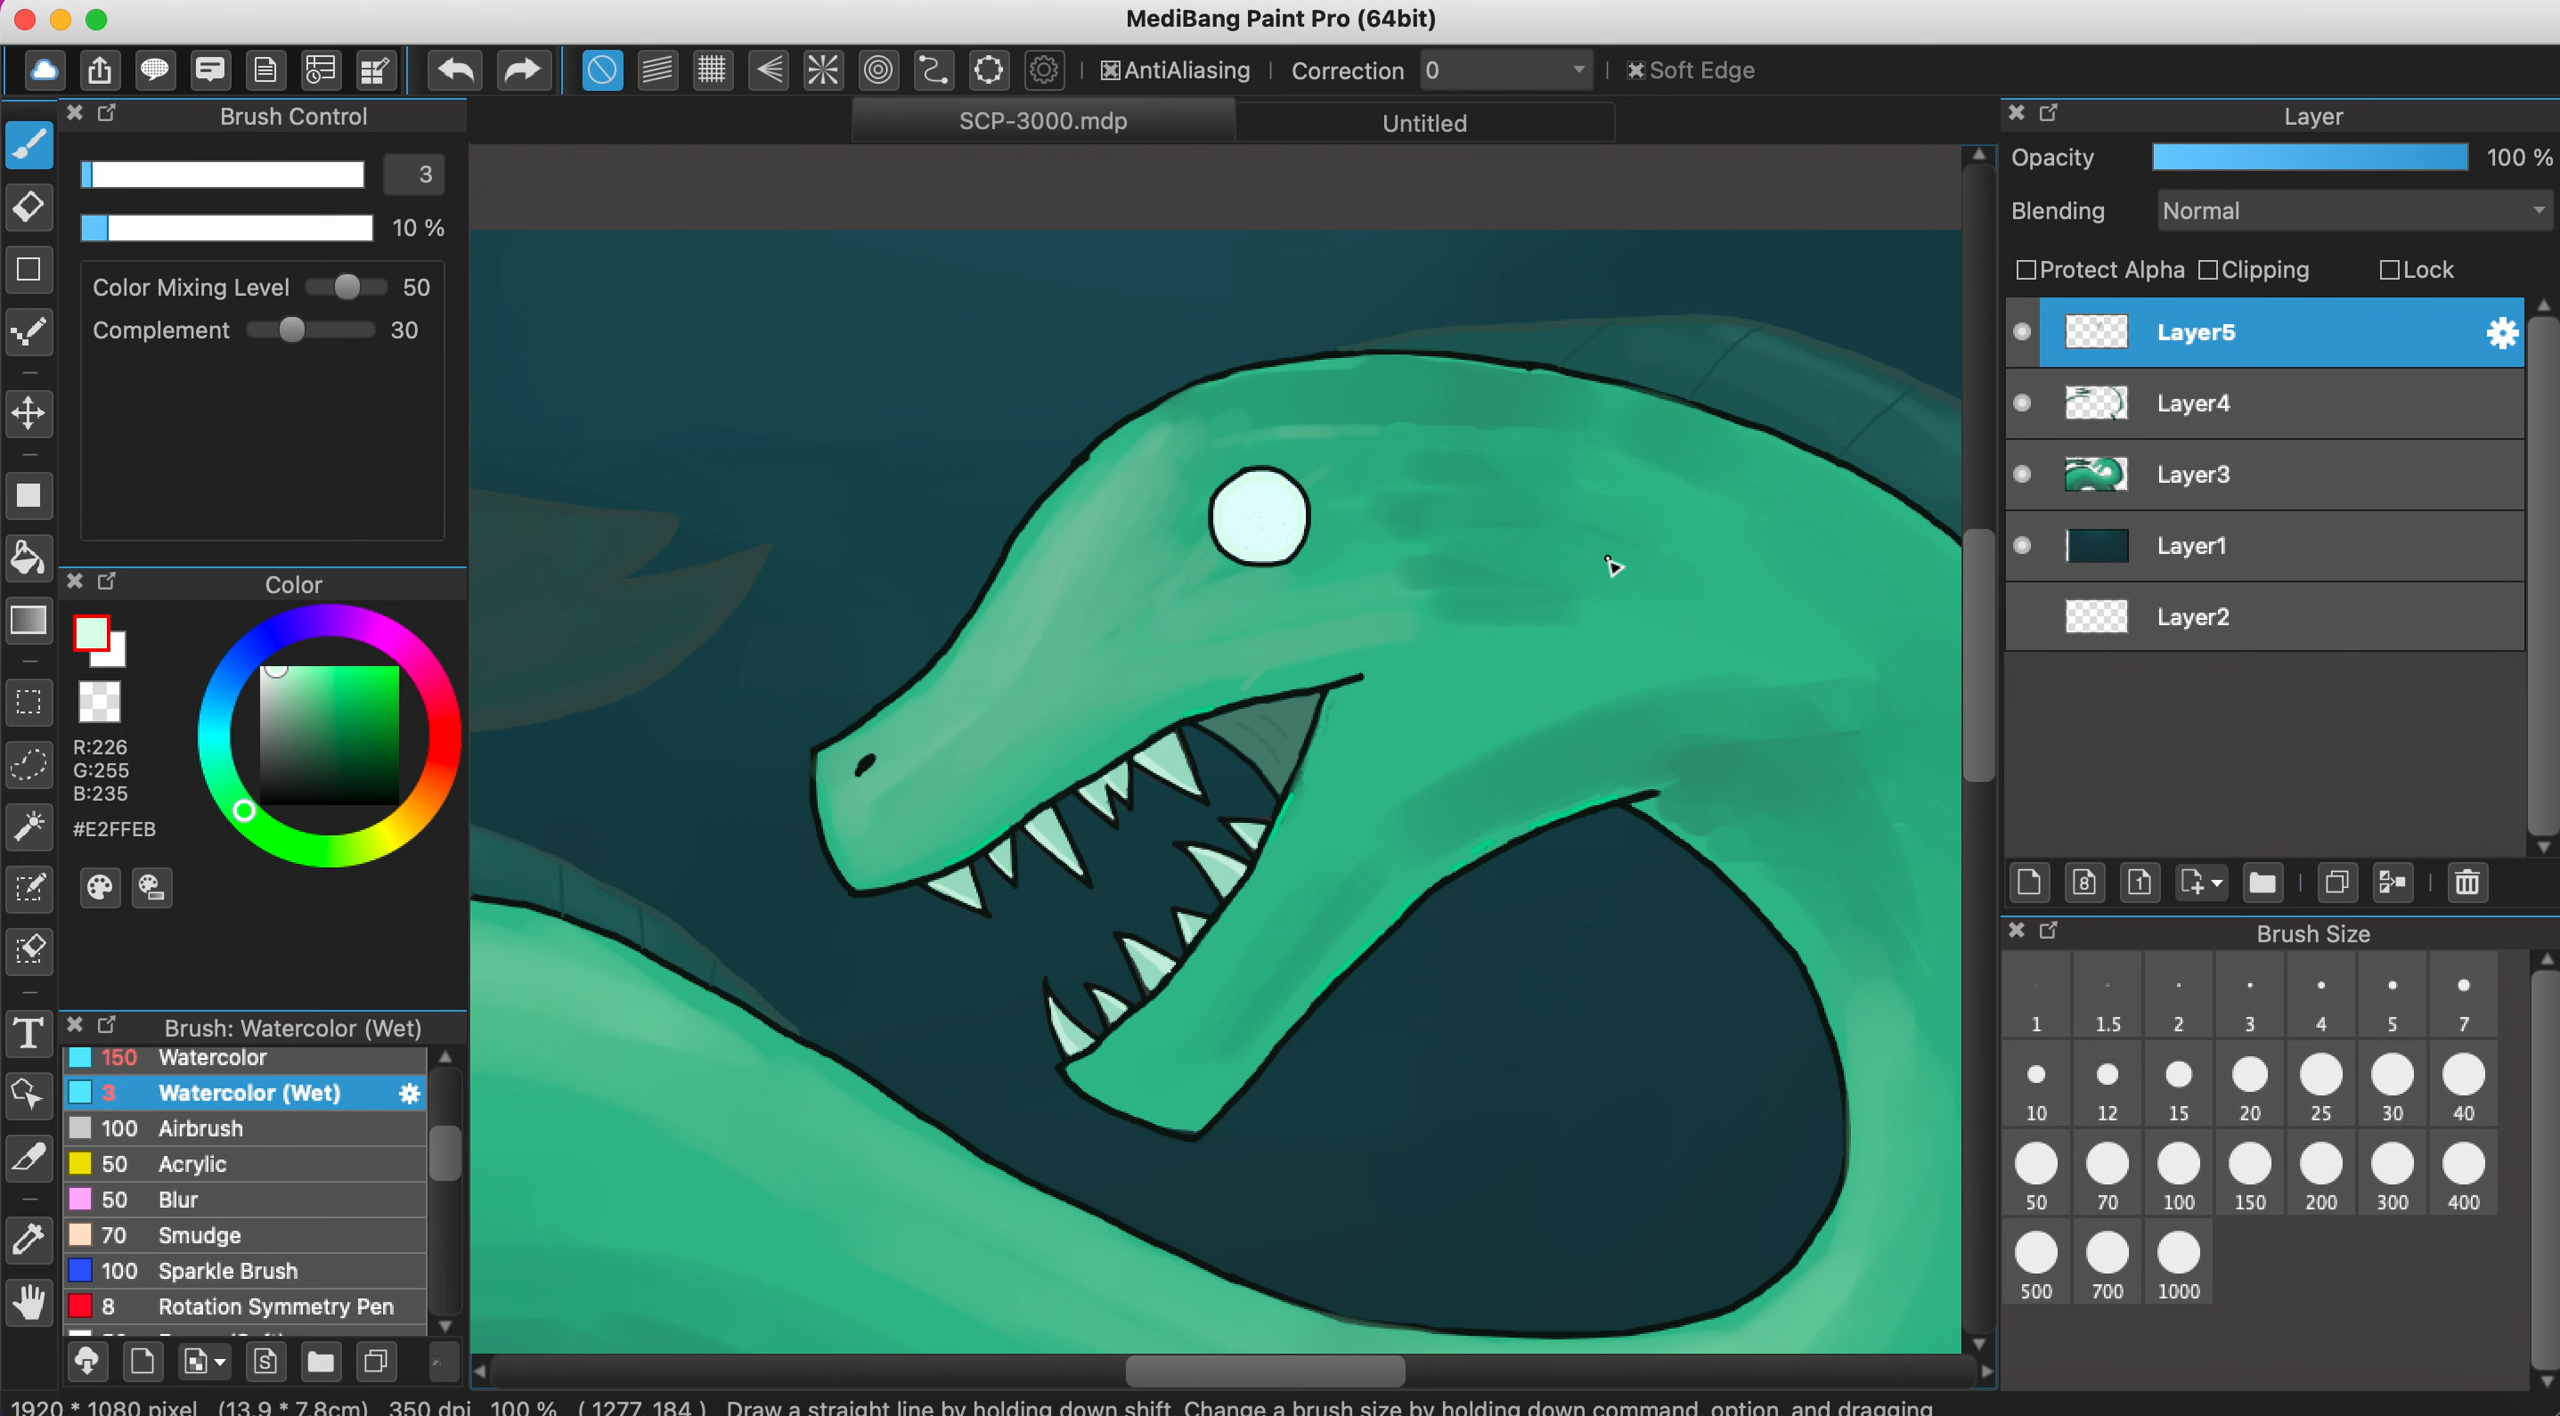 MediBang Paint Pro (64bit)
AntiAliasing Correction 0 Soft Edge
Brush Control
3
10 %
Color Mixing Level 50
Complement 30
Color
R:226
G:255
B:235
#E2FFEB
Brush: Watercolor (Wet)
150 Watercolor
3 Watercolor (Wet)
100 Airbrush
50 Acrylic
50 Blur
70 Smudge
100 Sparkle Brush
8 Rotation Symmetry Pen
SCP-3000.mdp
Untitled
Layer
Opacity 100 %
Blending Normal
Protect Alpha Clipping Lock
Layer5
Layer4
Layer3
Layer1
Layer2
8 1
Brush Size
1 1.5 2 3 4 5 7
10 12 15 20 25 30 40
50 70 100 150 200 300 400
500 700 1000
T
S
1920 * 1080 pixel (13.9 * 7.8cm) 350 dpi 100 % ( 1277, 184 ) Draw a straight line by holding down shift, Change a brush size by holding down command, option, and dragging